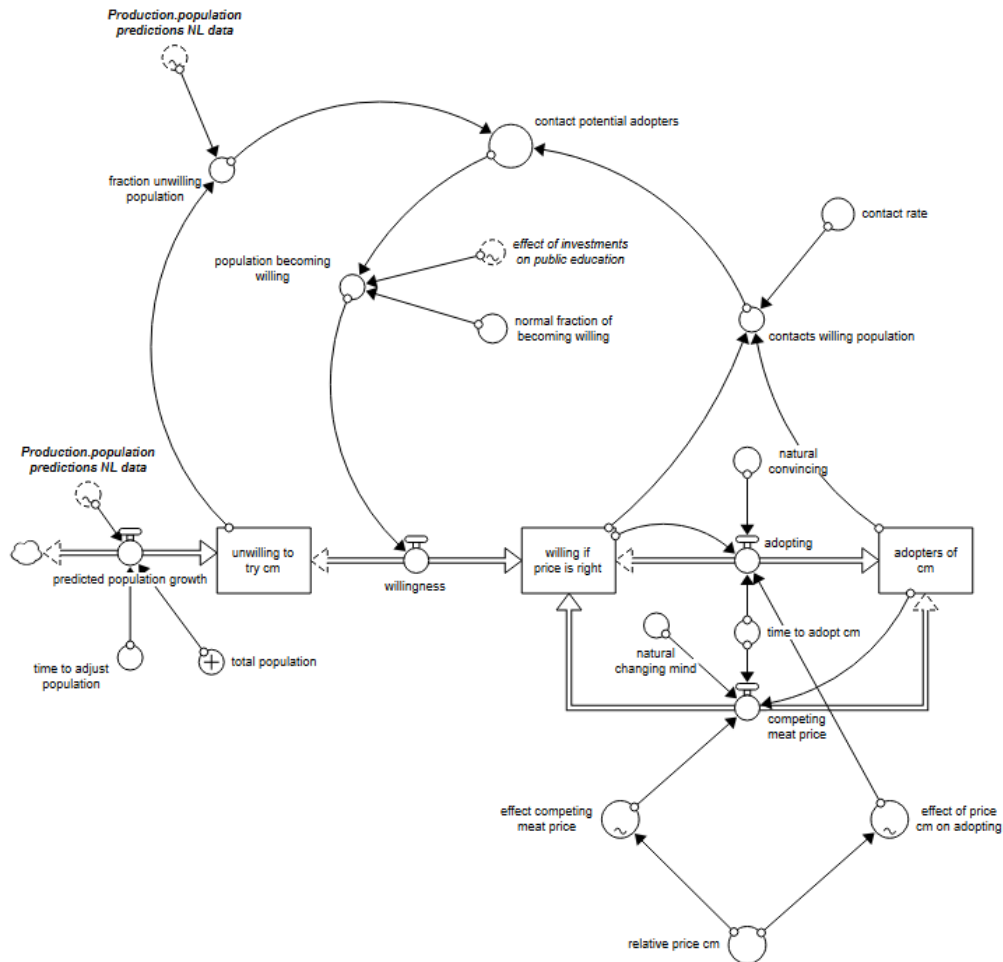 Production.population
predictions NL data
contact potential adopters
fraction unwilling
population
contact rate
effect of investments
on public education
population becoming
willing
normal fraction of
becoming willing
contacts willing population
Production.population
predictions NL data
natural
convincing
unwilling to
try cm
willing if
price is right
adopting
adopters of
cm
predicted population growth
willingness
time to adopt cm
time to adjust
population
total population
natural
changing mind
competing
meat price
effect competing
meat price
effect of price
cm on adopting
relative price cm